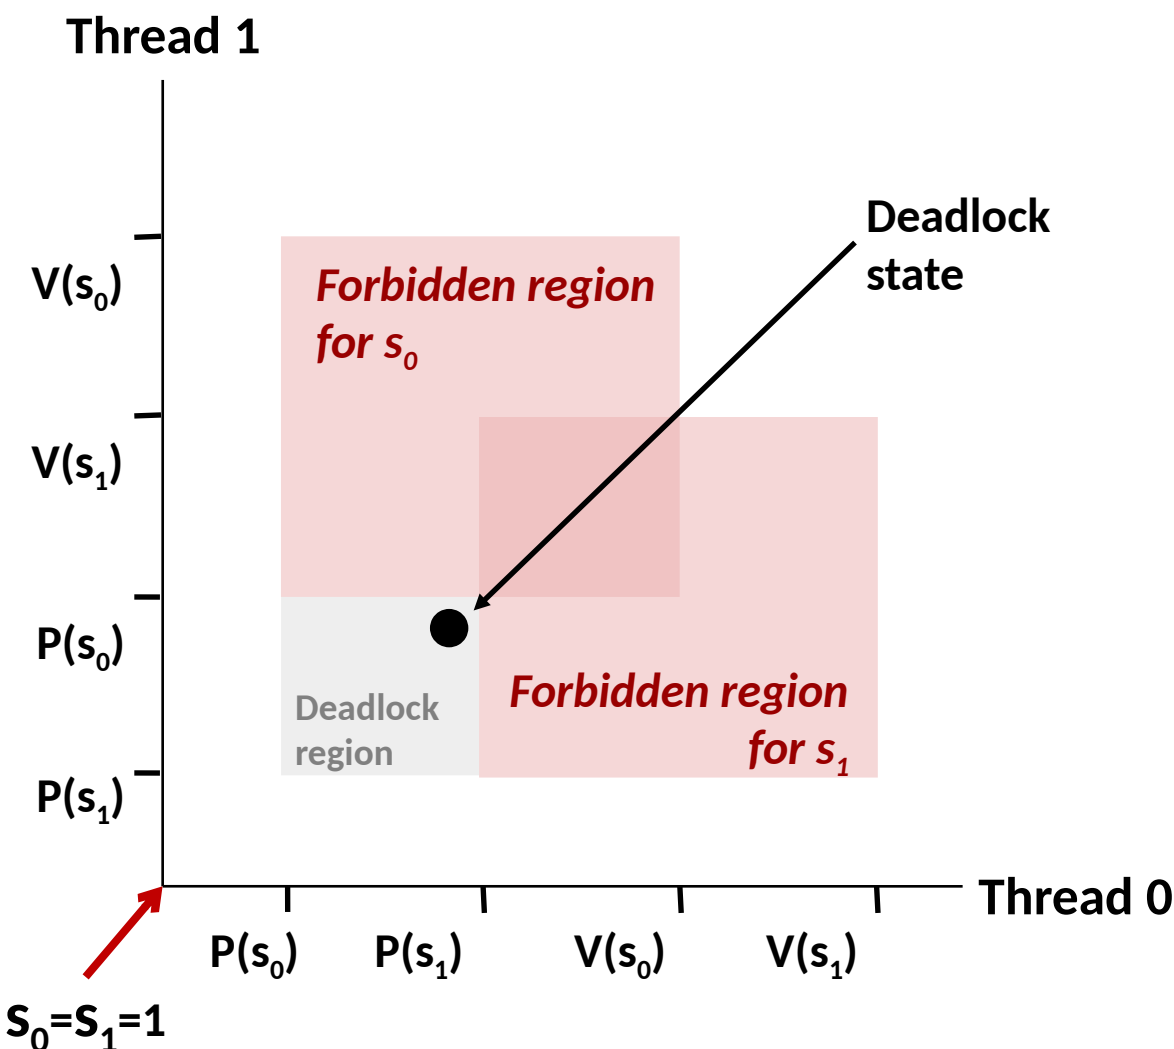 Thread 1
Deadlock
state
V(s0)
Forbidden region
for s0
V(s1)
P(s0)
Forbidden region
for s1
Deadlock
region
P(s1)
Thread 0
P(s0) P(s1) V(s0) V(s1)
s0=s1=1